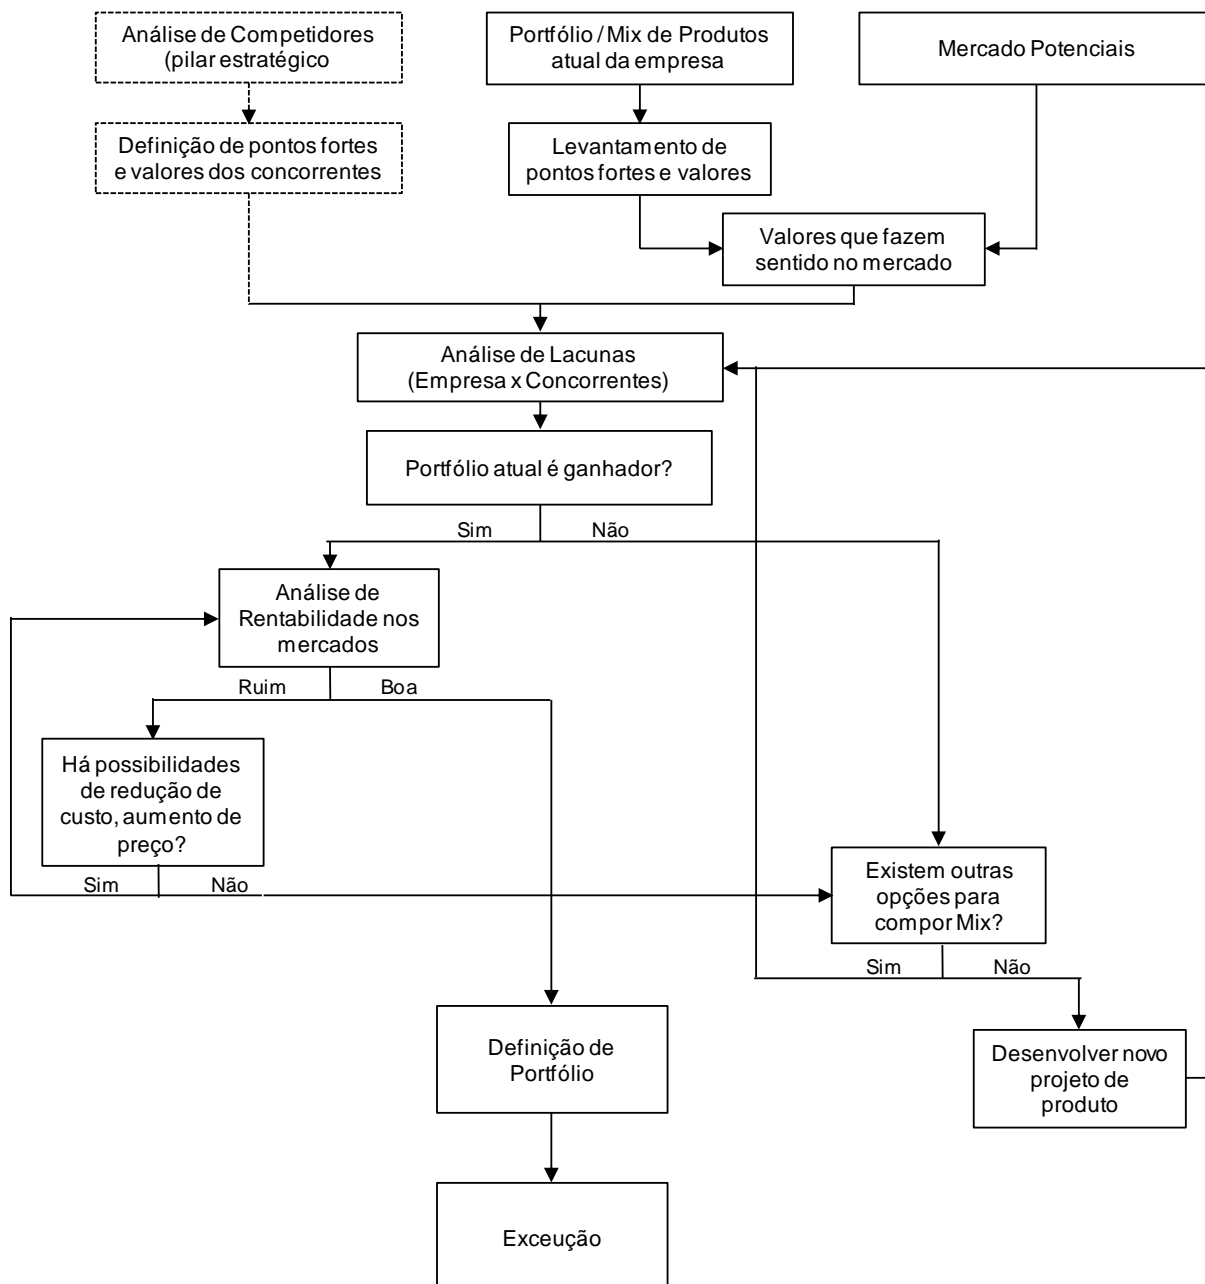 Análise de Competidores
(pilar estratégico
Portfólio / Mix de Produtos
atual da empresa
Mercado Potenciais
Definição de pontos fortes
e valores dos concorrentes
Levantamento de
pontos fortes e valores
Valores que fazem
sentido no mercado
Análise de Lacunas
(Empresa x Concorrentes)
Portfólio atual é ganhador?
Sim
Não
Análise de
Rentabilidade nos
mercados
Ruim
Boa
Há possibilidades
de redução de
custo, aumento de
preço?
Sim
Não
Existem outras
opções para
compor Mix?
Sim
Não
Definição de
Portfólio
Desenvolver novo
projeto de
produto
Exceução